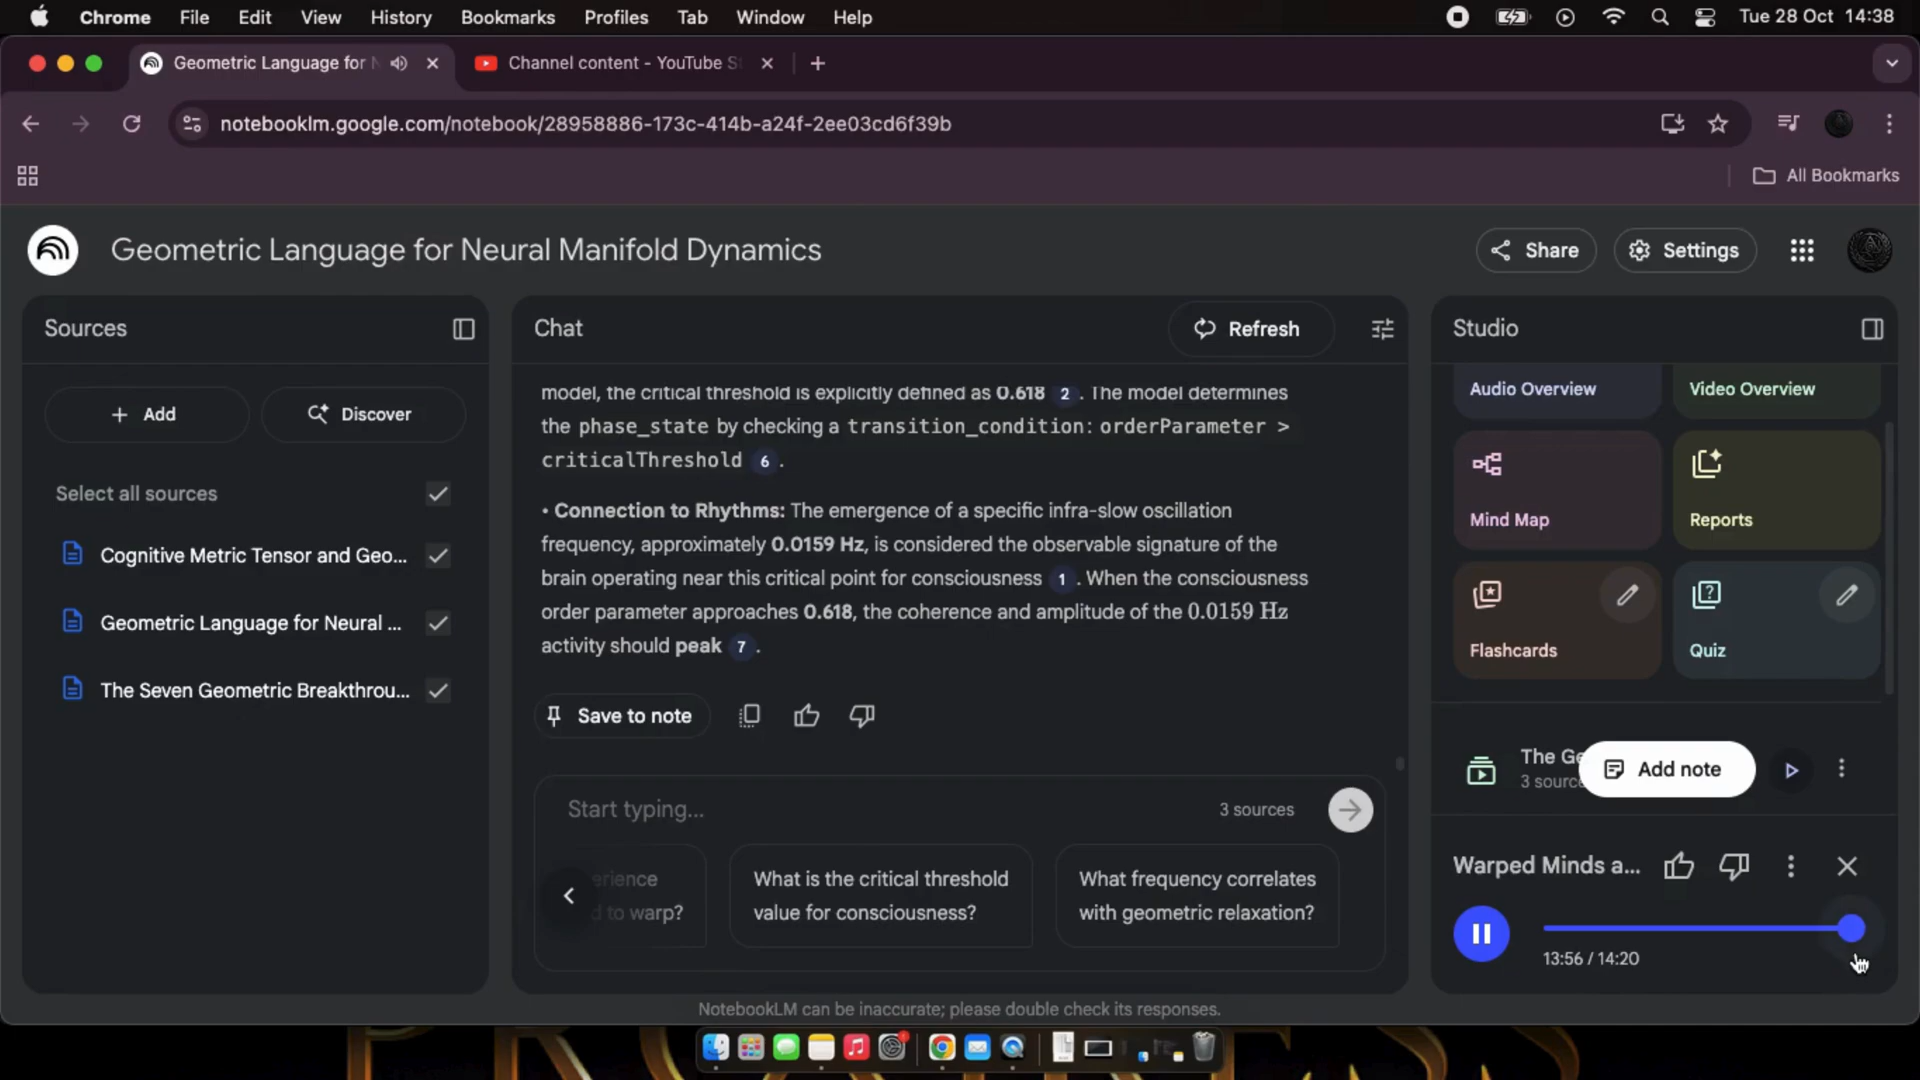 Chrome File Edit View History Bookmarks Profiles Tab Window Help Tue 28 Oct 14:38
Geometric Language for N Channel content - YouTube S
notebooklm.google.com/notebook/28958886-173c-414b-a24f-2ee03cd6f39b
All Bookmarks
Geometric Language for Neural Manifold Dynamics
Share
Settings
Sources
Add
Discover
Select all sources
Cognitive Metric Tensor and Geo...
Geometric Language for Neural ...
The Seven Geometric Breakthrou...
Chat
Refresh
model, the critical threshold is explicitly defined as 0.618 2 . The model determines
the phase_state by checking a transition_condition: orderParameter >
criticalThreshold 6 .
• Connection to Rhythms: The emergence of a specific infra-slow oscillation
frequency, approximately 0.0159 Hz, is considered the observable signature of the
brain operating near this critical point for consciousness 1 . When the consciousness
order parameter approaches 0.618, the coherence and amplitude of the 0.0159 Hz
activity should peak 7 .
Save to note
Start typing...
3 sources
erience
d to warp?
What is the critical threshold
value for consciousness?
What frequency correlates
with geometric relaxation?
Studio
Audio Overview
Video Overview
Mind Map
Reports
Flashcards
Quiz
The Ge
3 source
Add note
Warped Minds a...
13:56 / 14:20
NotebookLM can be inaccurate; please double check its responses.